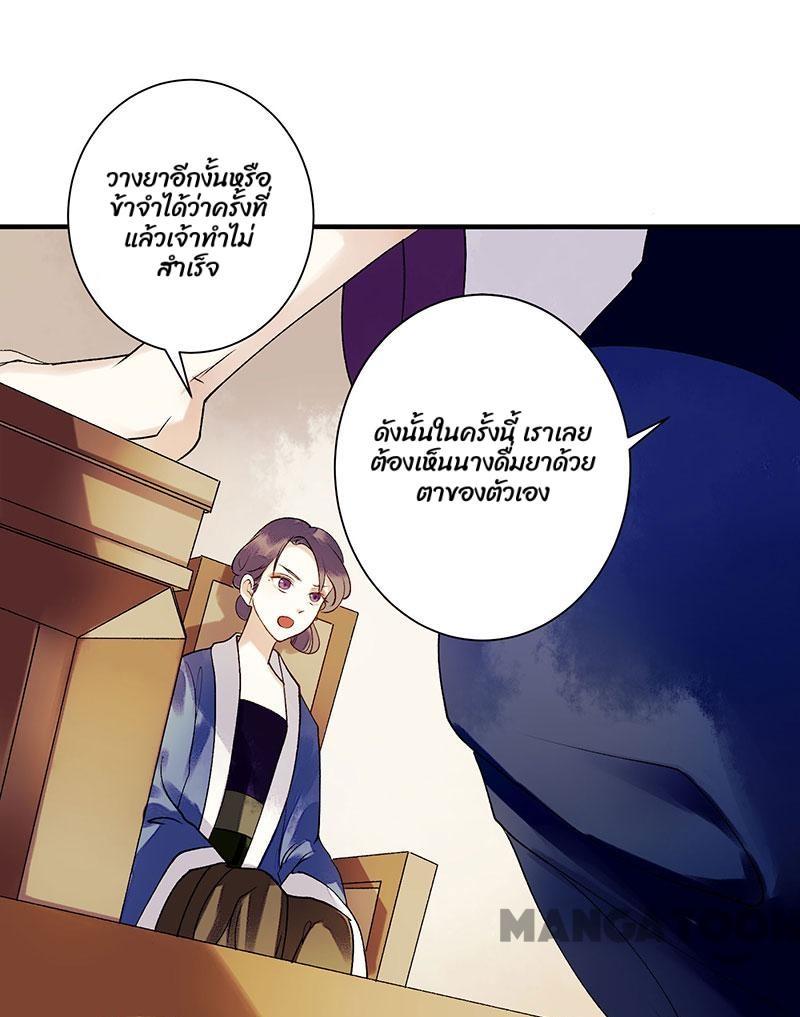 วางยาอีกงั้นหรือ
ข้าจำได้ว่าครั้งที่
แล้วเจ้าทำไม่
สำเร็จ
ดังนั้นในครั้งนี้ เราเลย
ต้องเห็นนางดื่มยาด้วย
ตาของตัวเอง
MANGATOON